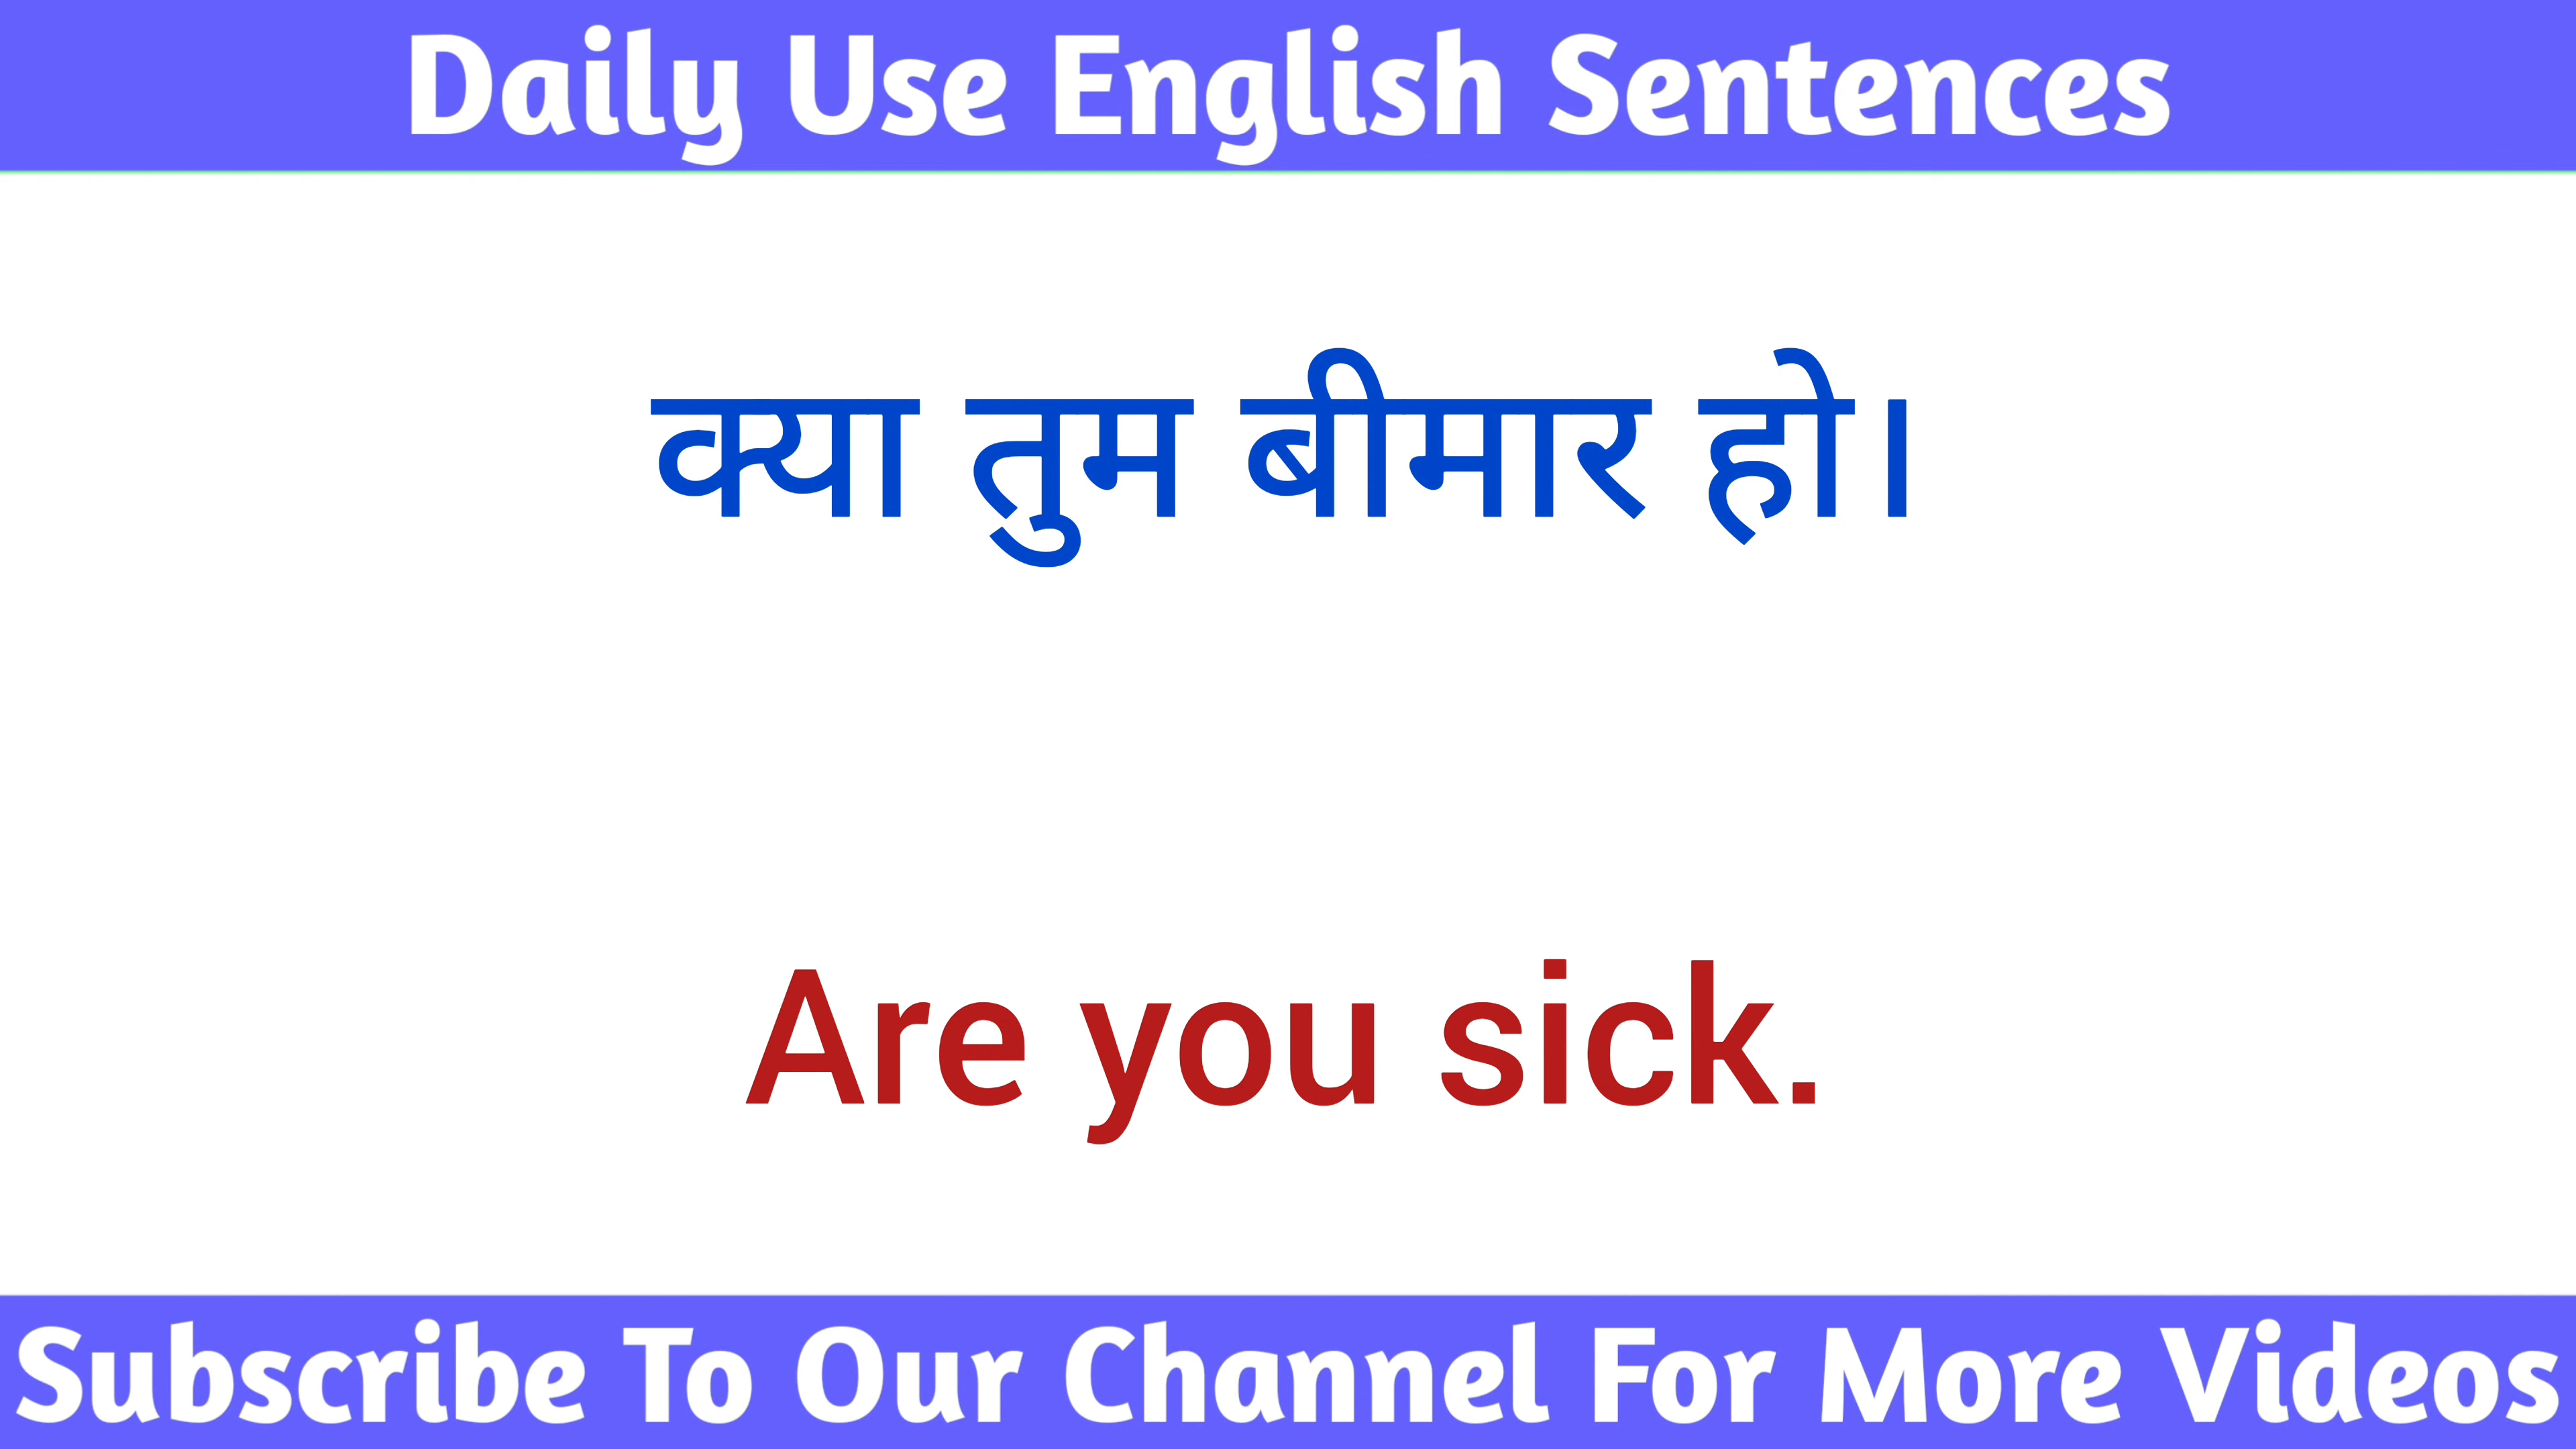 Daily Use English Sentences
क्या तुम बीमार हो।
Are you sick.
Subscribe To Our Channel For More Videos